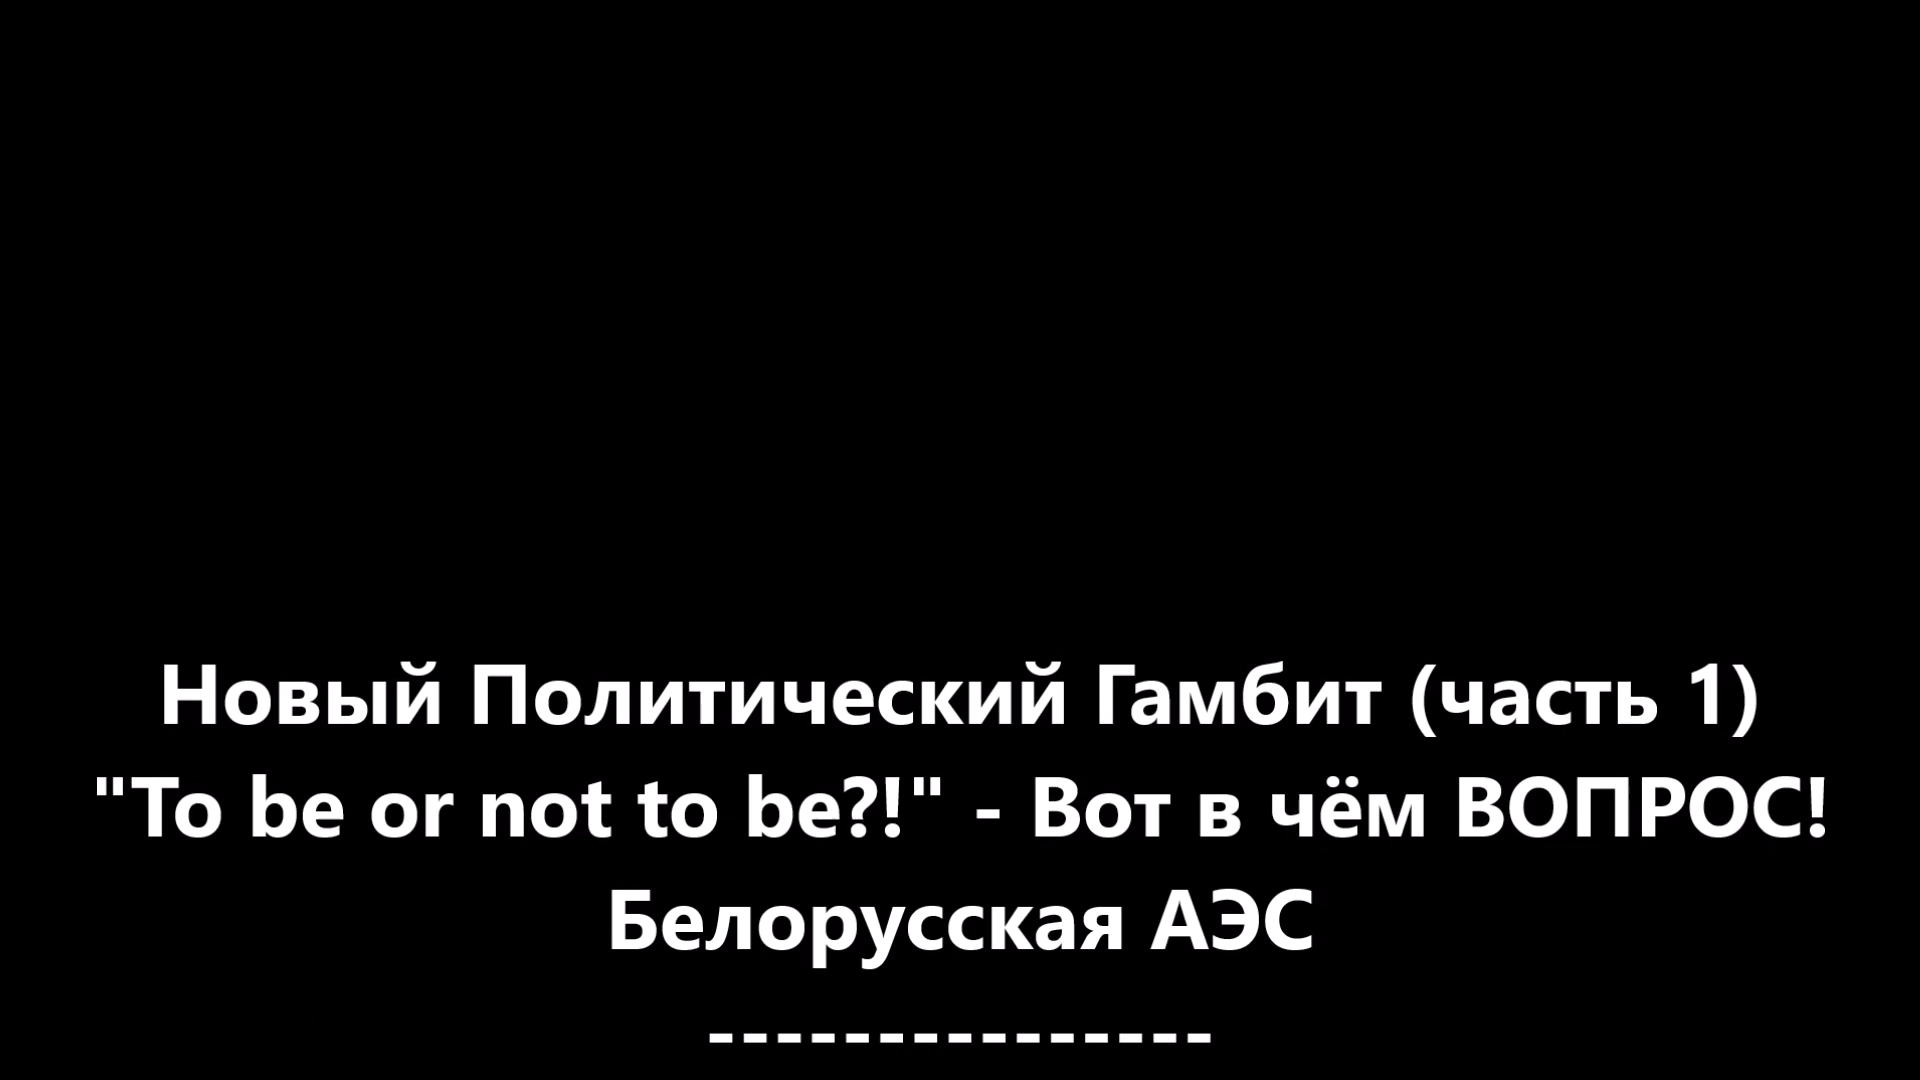 Новый Политический Гамбит (часть 1)
"To be or not to be?!" - Вот в чём ВОПРОС!
Белорусская АЭС
---------------